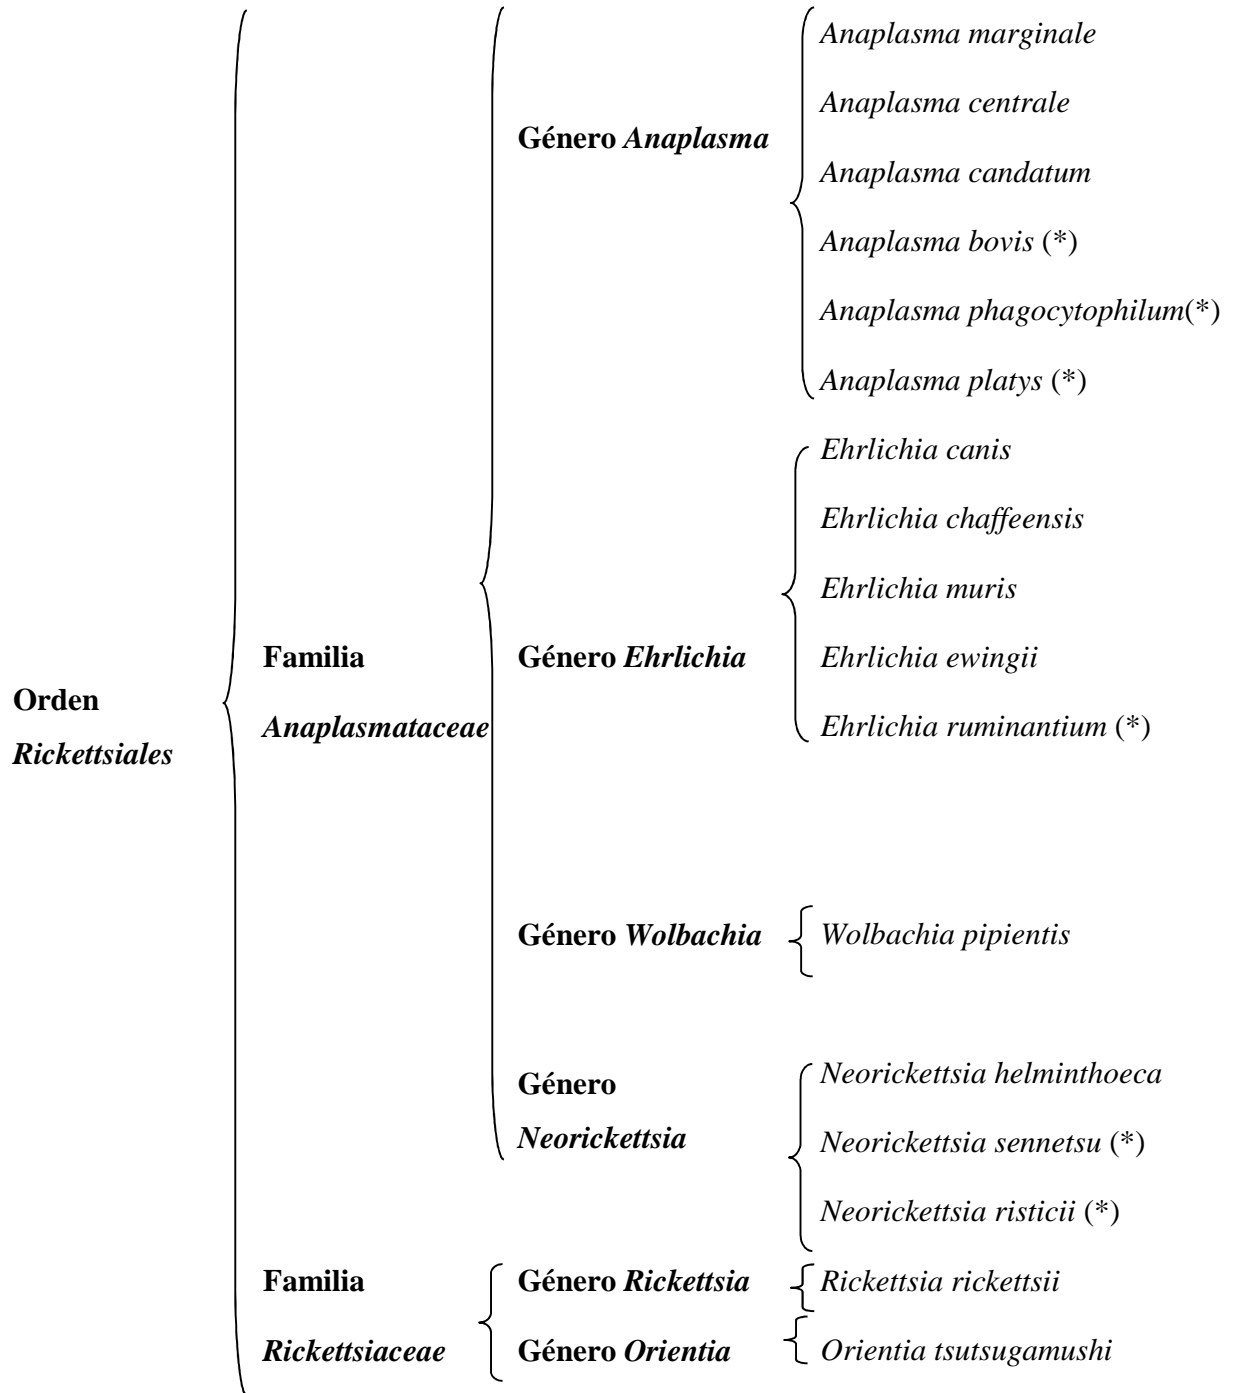 Anaplasma marginale
Anaplasma centrale
Género Anaplasma
Anaplasma candatum
Anaplasma bovis (*)
Anaplasma phagocytophilum(*)
Anaplasma platys (*)
Ehrlichia canis
Ehrlichia chaffeensis
Ehrlichia muris
Familia
Género Ehrlichia
Ehrlichia ewingii
Orden
Anaplasmataceae
Ehrlichia ruminantium (*)
Rickettsiales
Género Wolbachia
Wolbachia pipientis
Género
Neorickettsia helminthoeca
Neorickettsia
Neorickettsia sennetsu (*)
Neorickettsia risticii (*)
Familia
Género Rickettsia
Rickettsia rickettsii
Rickettsiaceae
Género Orientia
Orientia tsutsugamushi